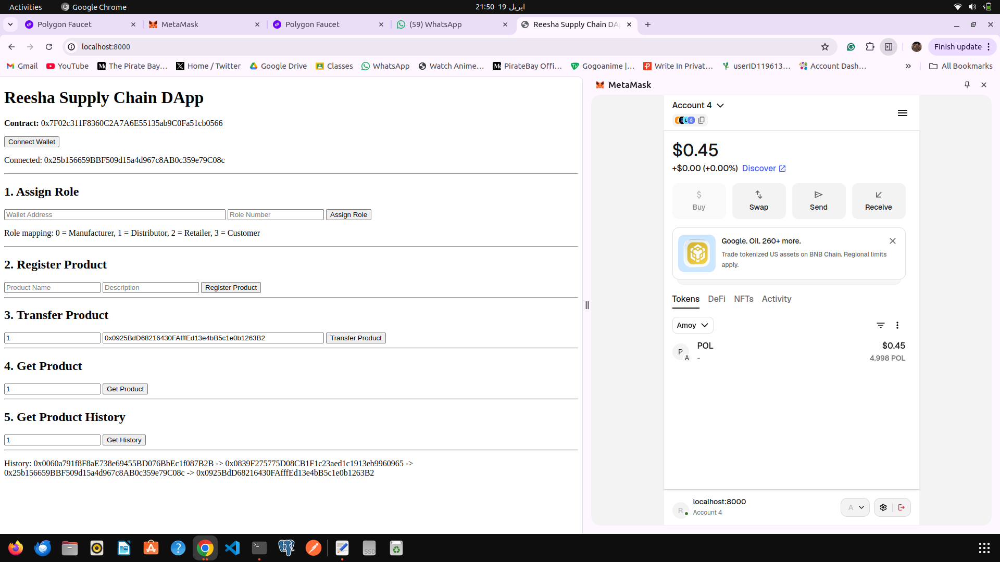 Activities
Google Chrome
21:50 19 اپریل
Polygon Faucet
MetaMask
Polygon Faucet
(59) WhatsApp
Reesha Supply Chain DA
localhost:8000
Finish update
Gmail
YouTube
The Pirate Bay…
Home / Twitter
Google Drive
Classes
WhatsApp
Watch Anime…
PirateBay Offi…
Gogoanime |…
Write In Privat…
userID119613…
Account Dash…
All Bookmarks
Reesha Supply Chain DApp
Contract: 0x7F02c311F8360C2A7A6E55135ab9C0Fa51cb0566
Connect Wallet
Connected: 0x25b156659BBF509d15a4d967c8AB0c359e79C08c
1. Assign Role
Wallet Address Role Number Assign Role
Role mapping: 0 = Manufacturer, 1 = Distributor, 2 = Retailer, 3 = Customer
2. Register Product
Product Name Description Register Product
3. Transfer Product
1 0x0925BdD68216430FAfffEd13e4bB5c1e0b1263B2 Transfer Product
4. Get Product
1 Get Product
5. Get Product History
1 Get History
History: 0x0060a791f8F8aE738e69455BD076BbEc1f087B2B -> 0x0839F275775D08CB1F1c23aed1c1913eb9960965 ->
0x25b156659BBF509d15a4d967c8AB0c359e79C08c -> 0x0925BdD68216430FAfffEd13e4bB5c1e0b1263B2
MetaMask
Account 4
$0.45
+$0.00 (+0.00%) Discover
$
Buy
Swap
Send
Receive
Google. Oil. 260+ more.
Trade tokenized US assets on BNB Chain. Regional limits
apply.
Tokens DeFi NFTs Activity
Amoy
P
A
POL $0.45
- 4.998 POL
R
localhost:8000
Account 4
A
SSD